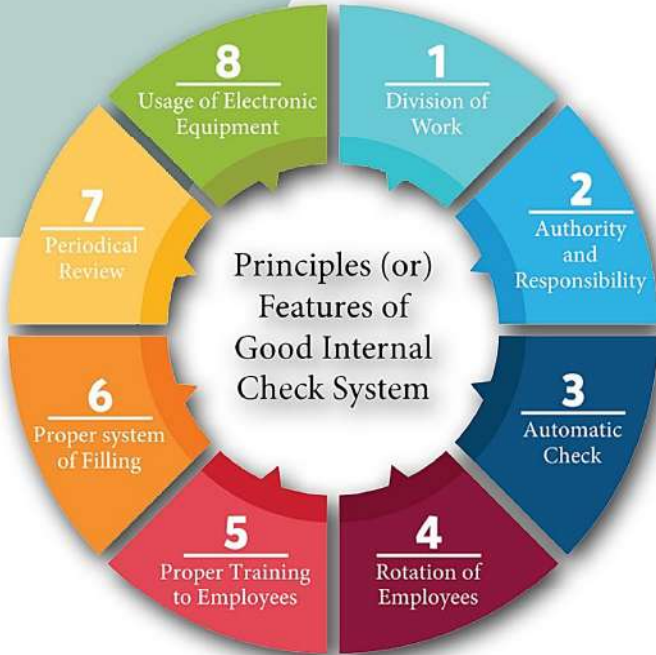 Principles (or)
Features of
Good Internal
Check System
1
Division of
Work
2
Authority
and
Responsibility
3
Automatic
Check
4
Rotation of
Employees
5
Proper Training
to Employees
6
Proper system
of Filling
7
Periodical
Review
8
Usage of Electronic
Equipment